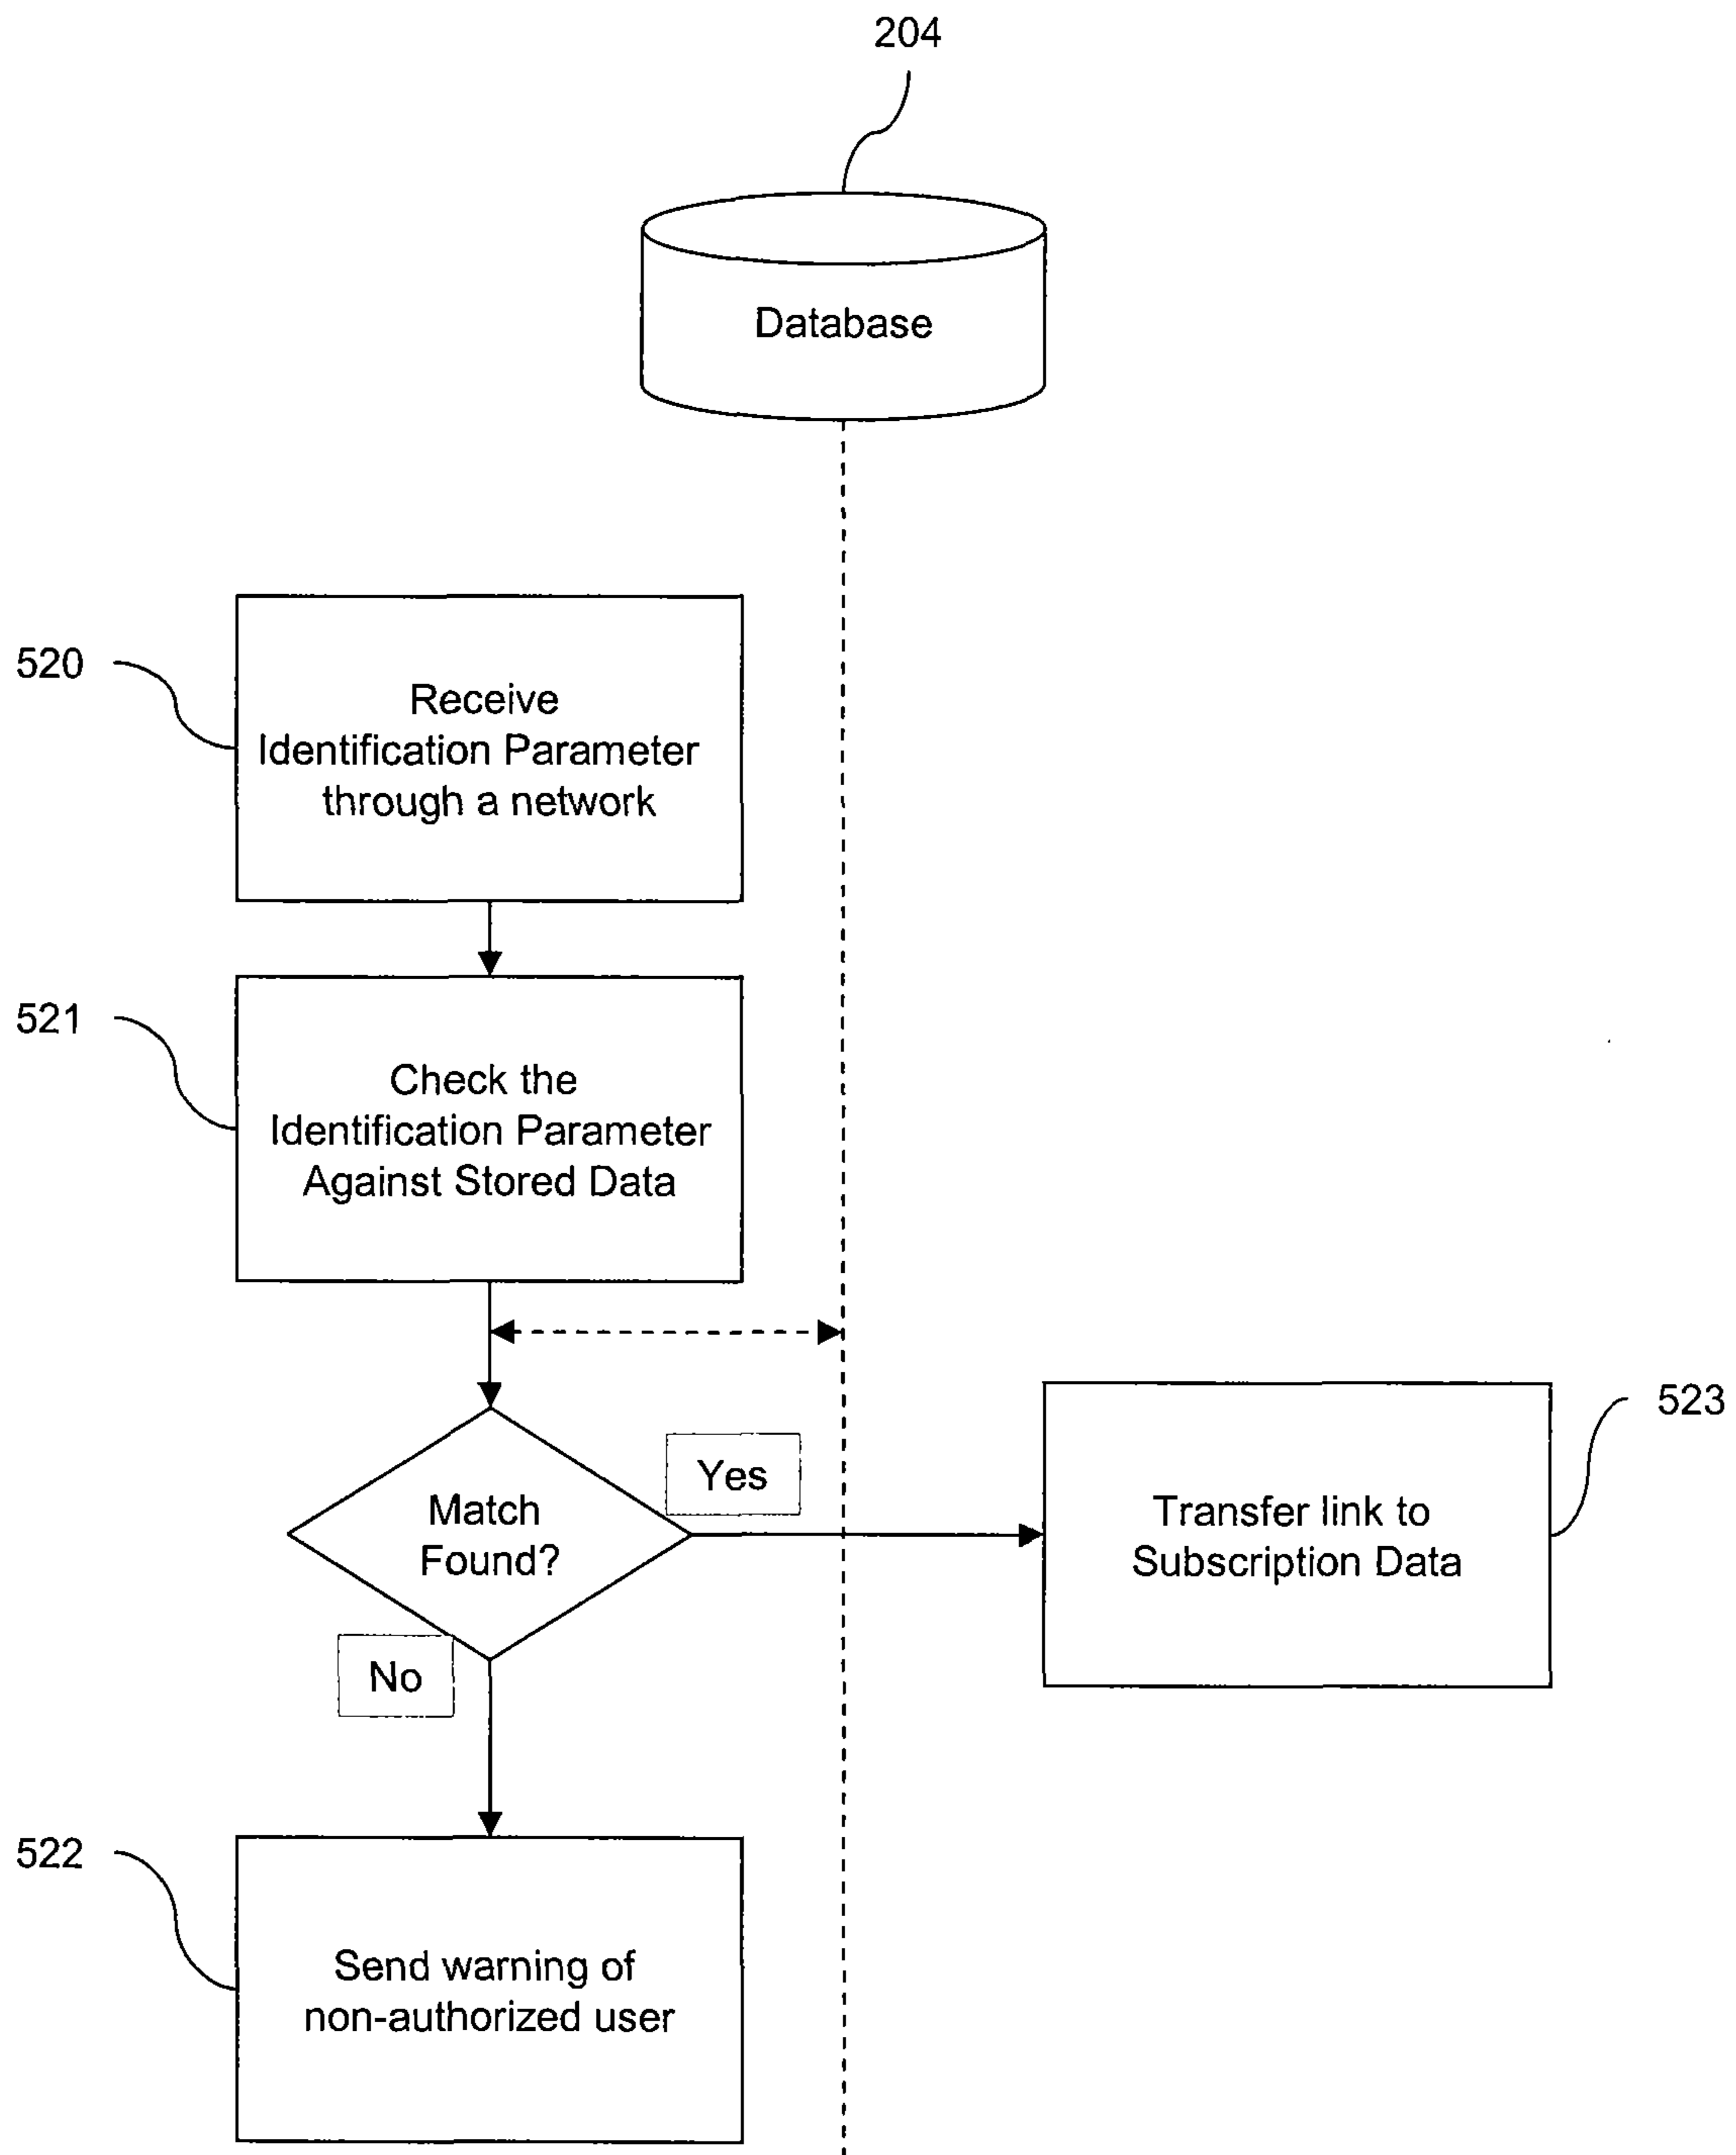 204
Database
520
Receive
Identification Parameter
through a network
521
Check the
Identification Parameter
Against Stored Data
Yes
523
Match
Found?
Transfer link to
Subscription Data
No
522
Send warning of
non-authorized user